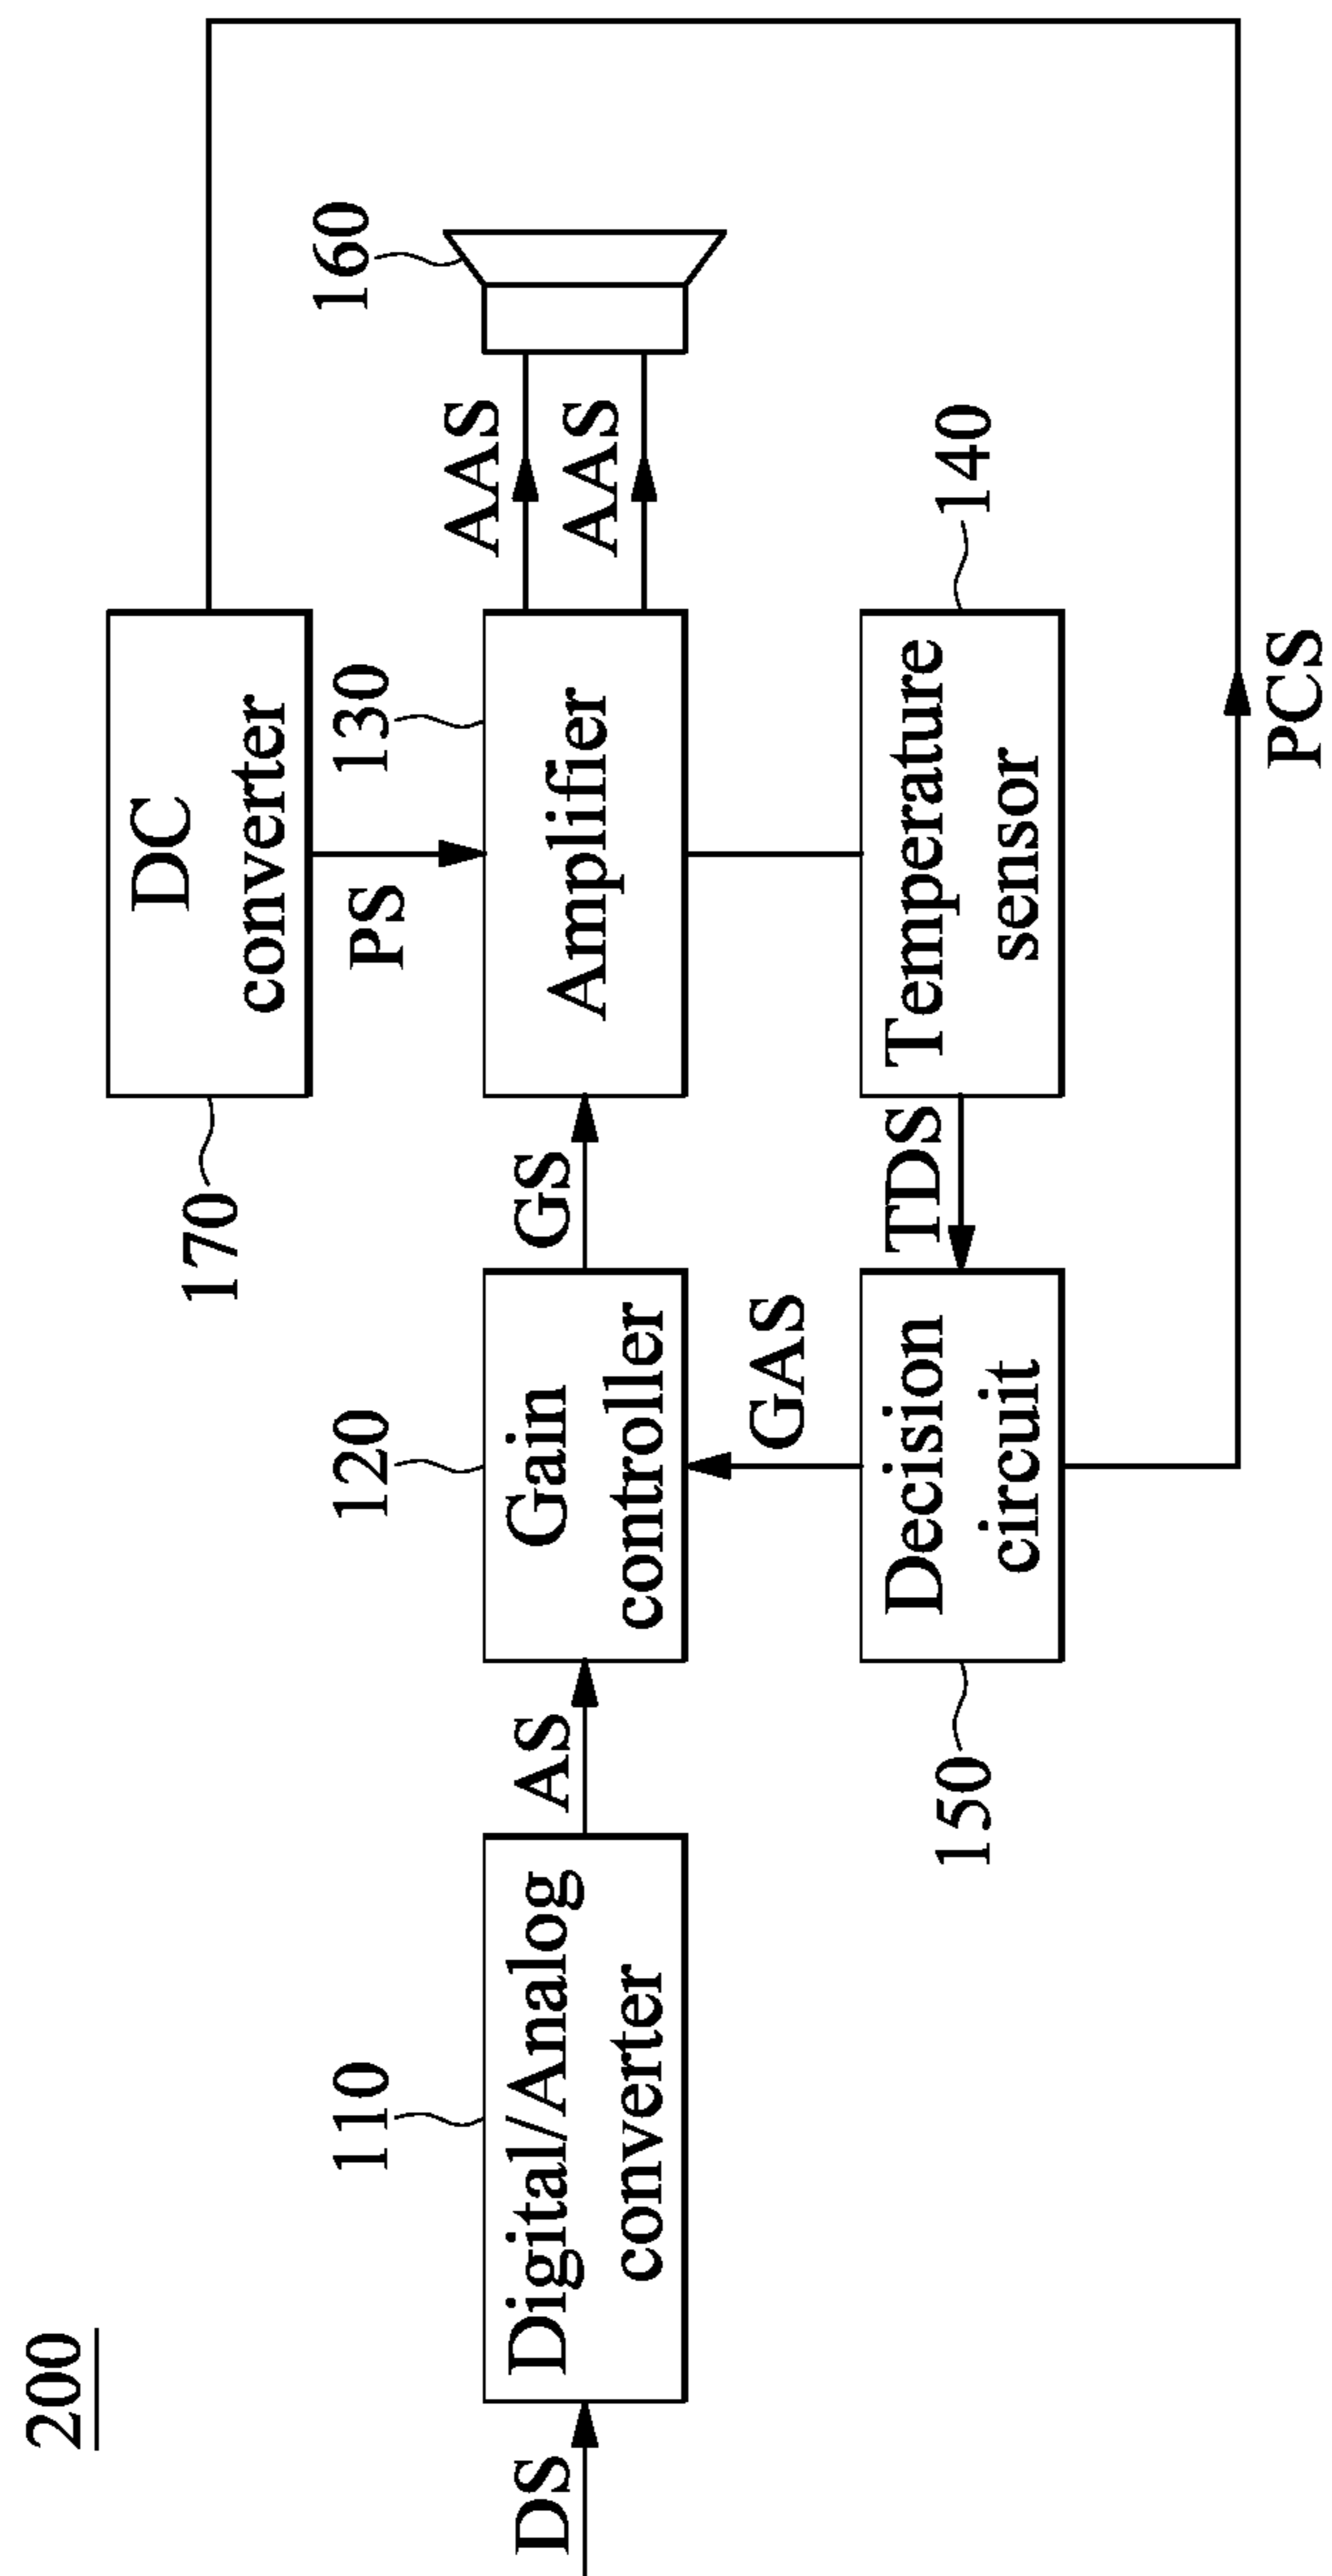 200
DC
converter
170
PS
160
110
120
130
AAS
DS
Digital/Analog
converter
AS
Gain
controller
GS
Amplifier
AAS
GAS
150
Decision
circuit
TDS
Temperature
sensor
140
PCS